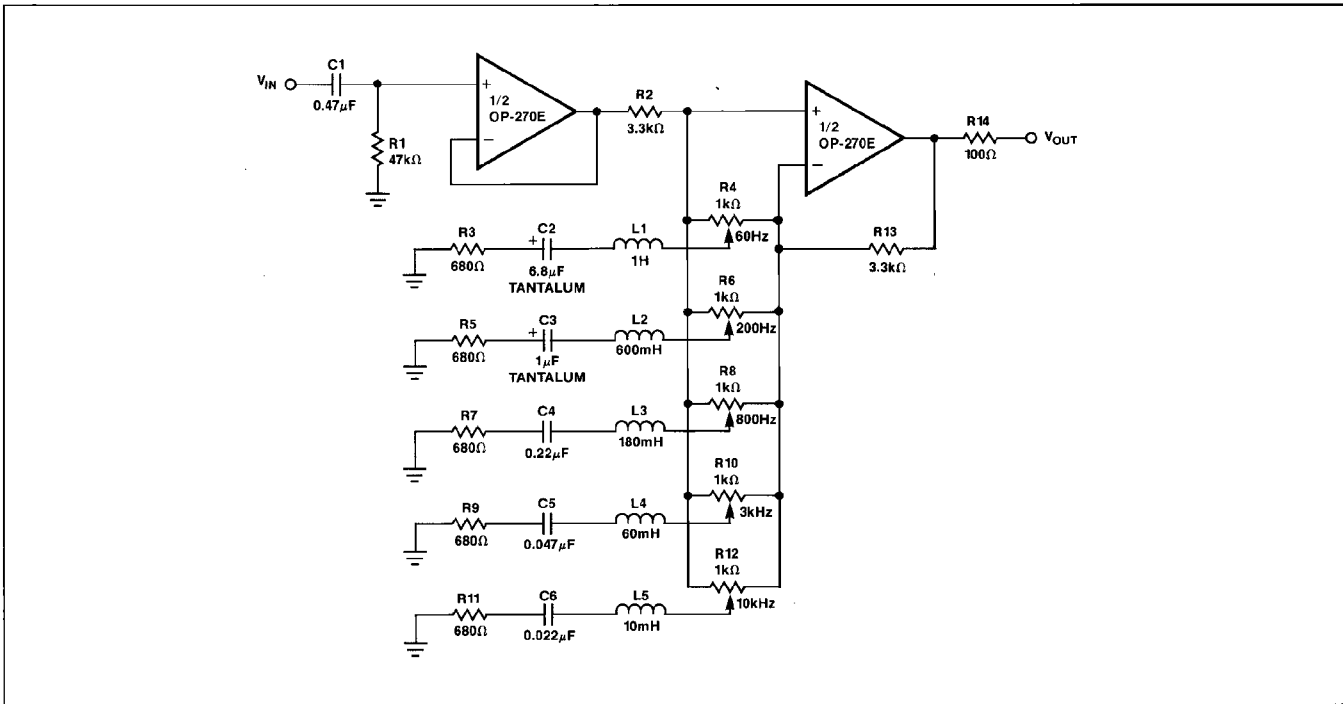 C1
V_IN
0.47µF
R1
47kΩ
+
1/2
OP-270E
−
R2
3.3kΩ
+
1/2
OP-270E
−
R14
100Ω
V_OUT
R13
3.3kΩ
R3
680Ω
+
C2
6.8µF
TANTALUM
L1
1H
R4
1kΩ
60Hz
R5
680Ω
+
C3
1µF
TANTALUM
L2
600mH
R6
1kΩ
200Hz
R7
680Ω
C4
0.22µF
L3
180mH
R8
1kΩ
800Hz
R9
680Ω
C5
0.047µF
L4
60mH
R10
1kΩ
3kHz
R11
680Ω
C6
0.022µF
L5
10mH
R12
1kΩ
10kHz